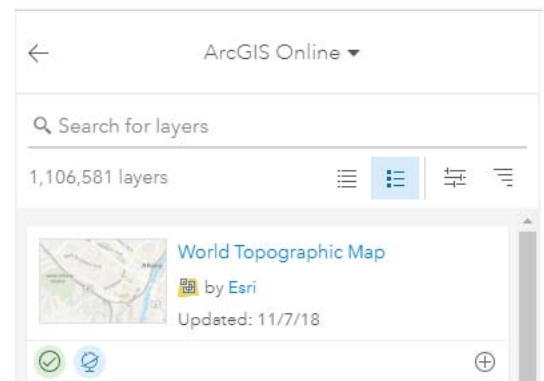 ArcGIS Online
Search for layers
1,106,581 layers
World Topographic Map
by Esri
Updated: 11/7/18